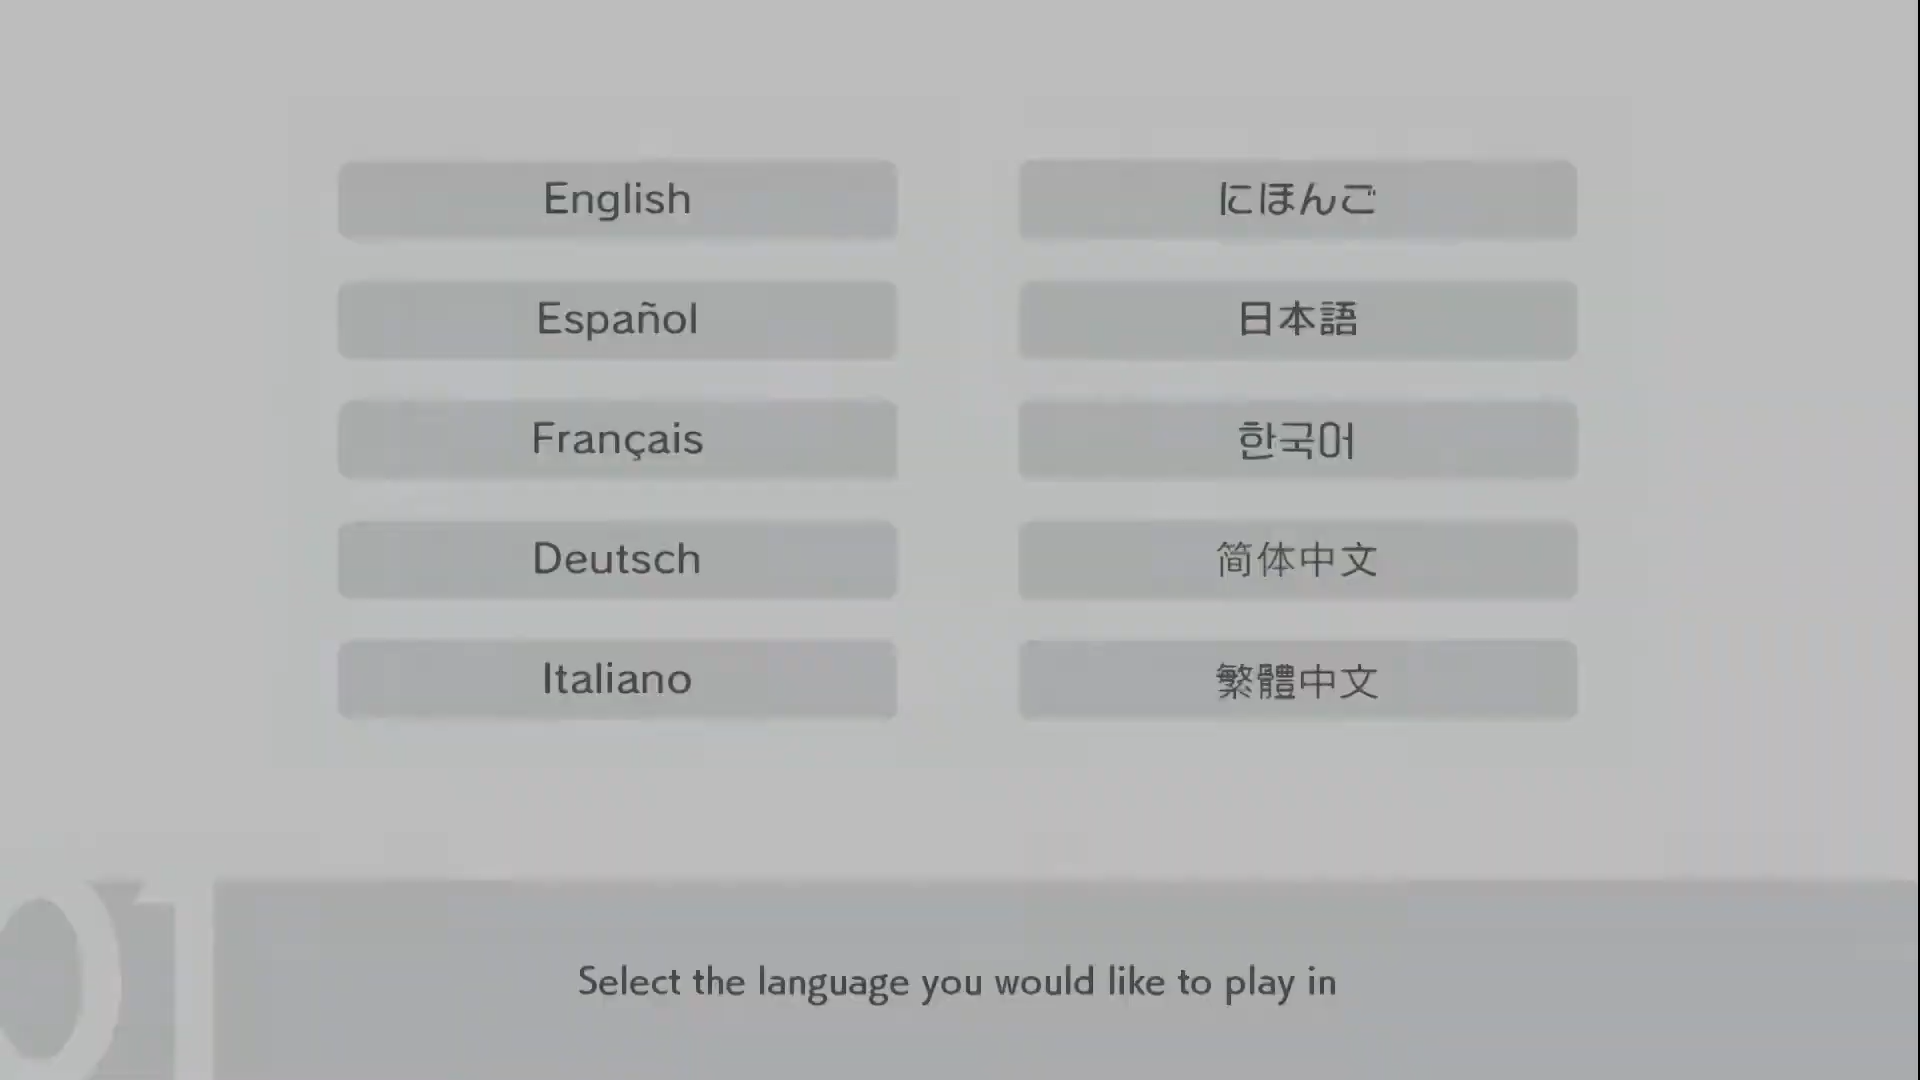 English
Español
Français
Deutsch
Italiano
にほんご
日本語
한국어
简体中文
繁體中文
01
Select the language you would like to play in